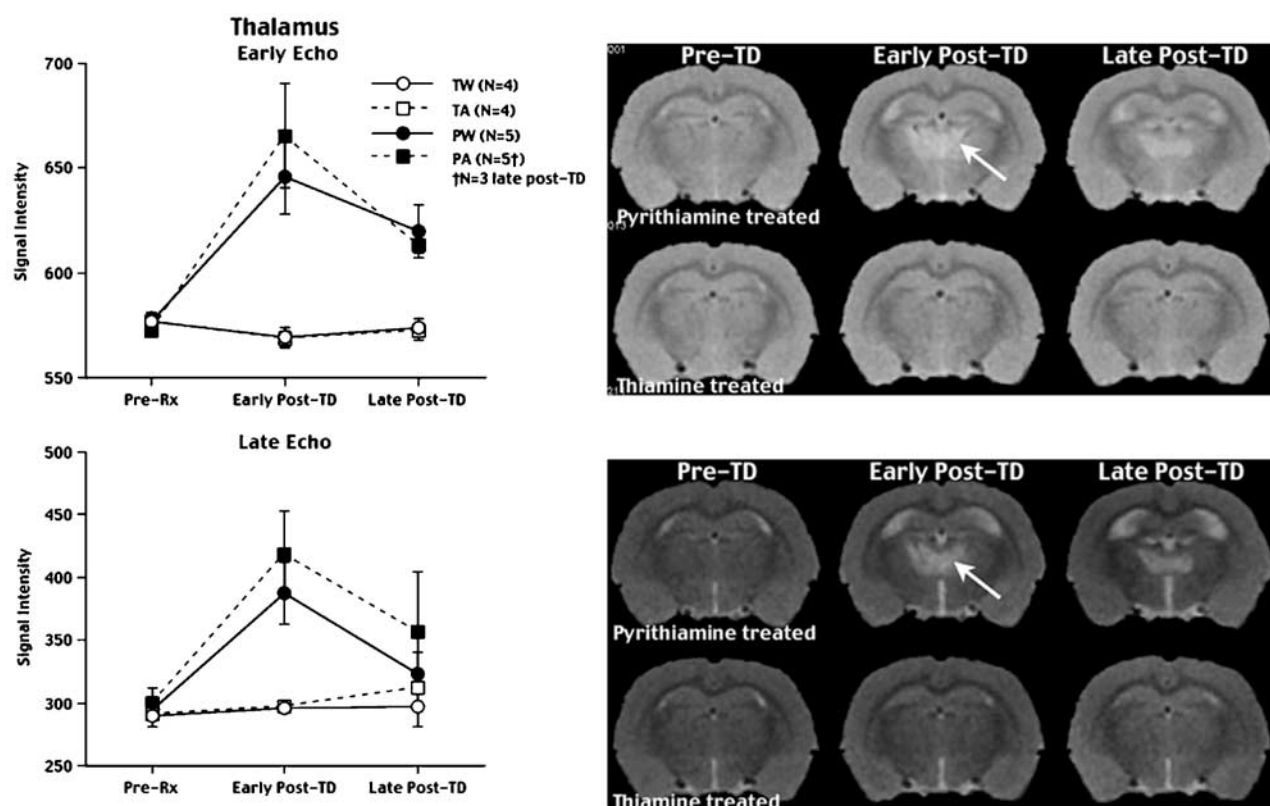 Thalamus
Early Echo
700
650
600
550
Signal Intensity
TW (N=4)
TA (N=4)
PW (N=5)
PA (N=5†)
†N=3 late post-TD
Pre-Rx Early Post-TD Late Post-TD
Pre-TD Early Post-TD Late Post-TD
Pyrithiamine treated
Thiamine treated
Late Echo
500
450
400
350
300
250
Signal Intensity
Pre-Rx Early Post-TD Late Post-TD
Pre-TD Early Post-TD Late Post-TD
Pyrithiamine treated
Thiamine treated